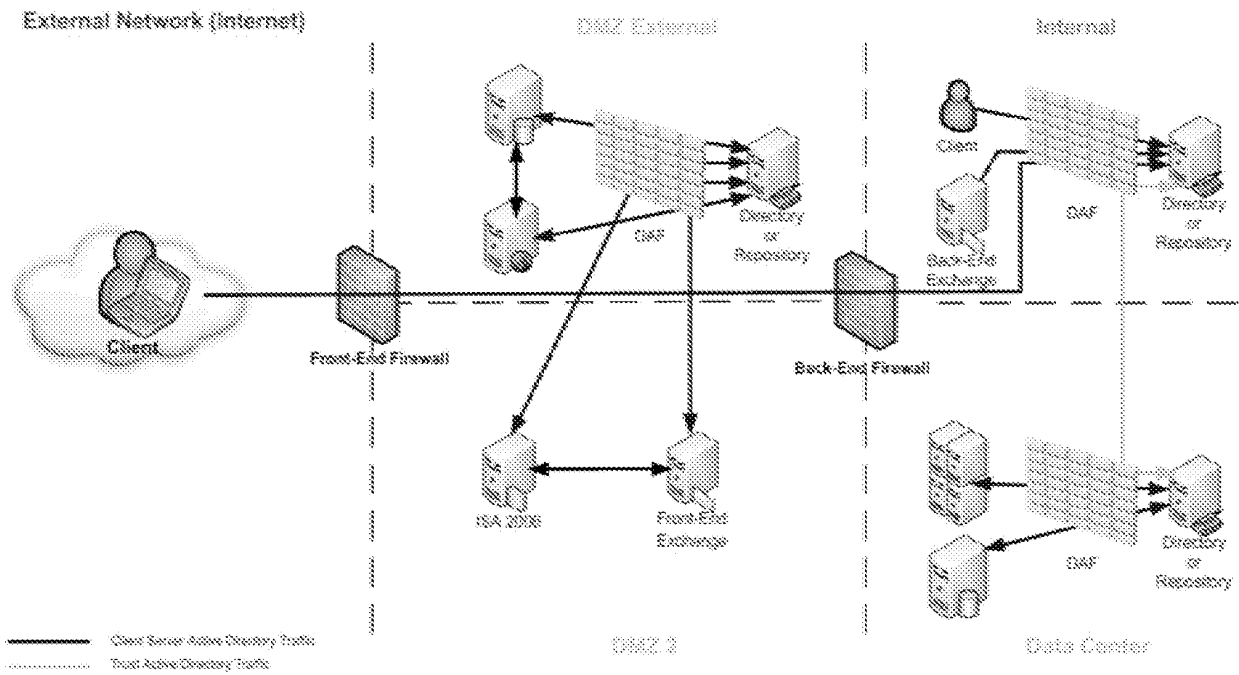 External Network (Internet)
DMZ External
Internal
Client
DAF
Directory
or
Repository
DAF
Directory
or
Repository
Back-End
Exchange
Client
Front-End Firewall
Back-End Firewall
ISA 2006
Front-End
Exchange
DAF
Directory
or
Repository
DMZ 2
Data Center
Client Server Active Directory Traffic
Trust Active Directory Traffic